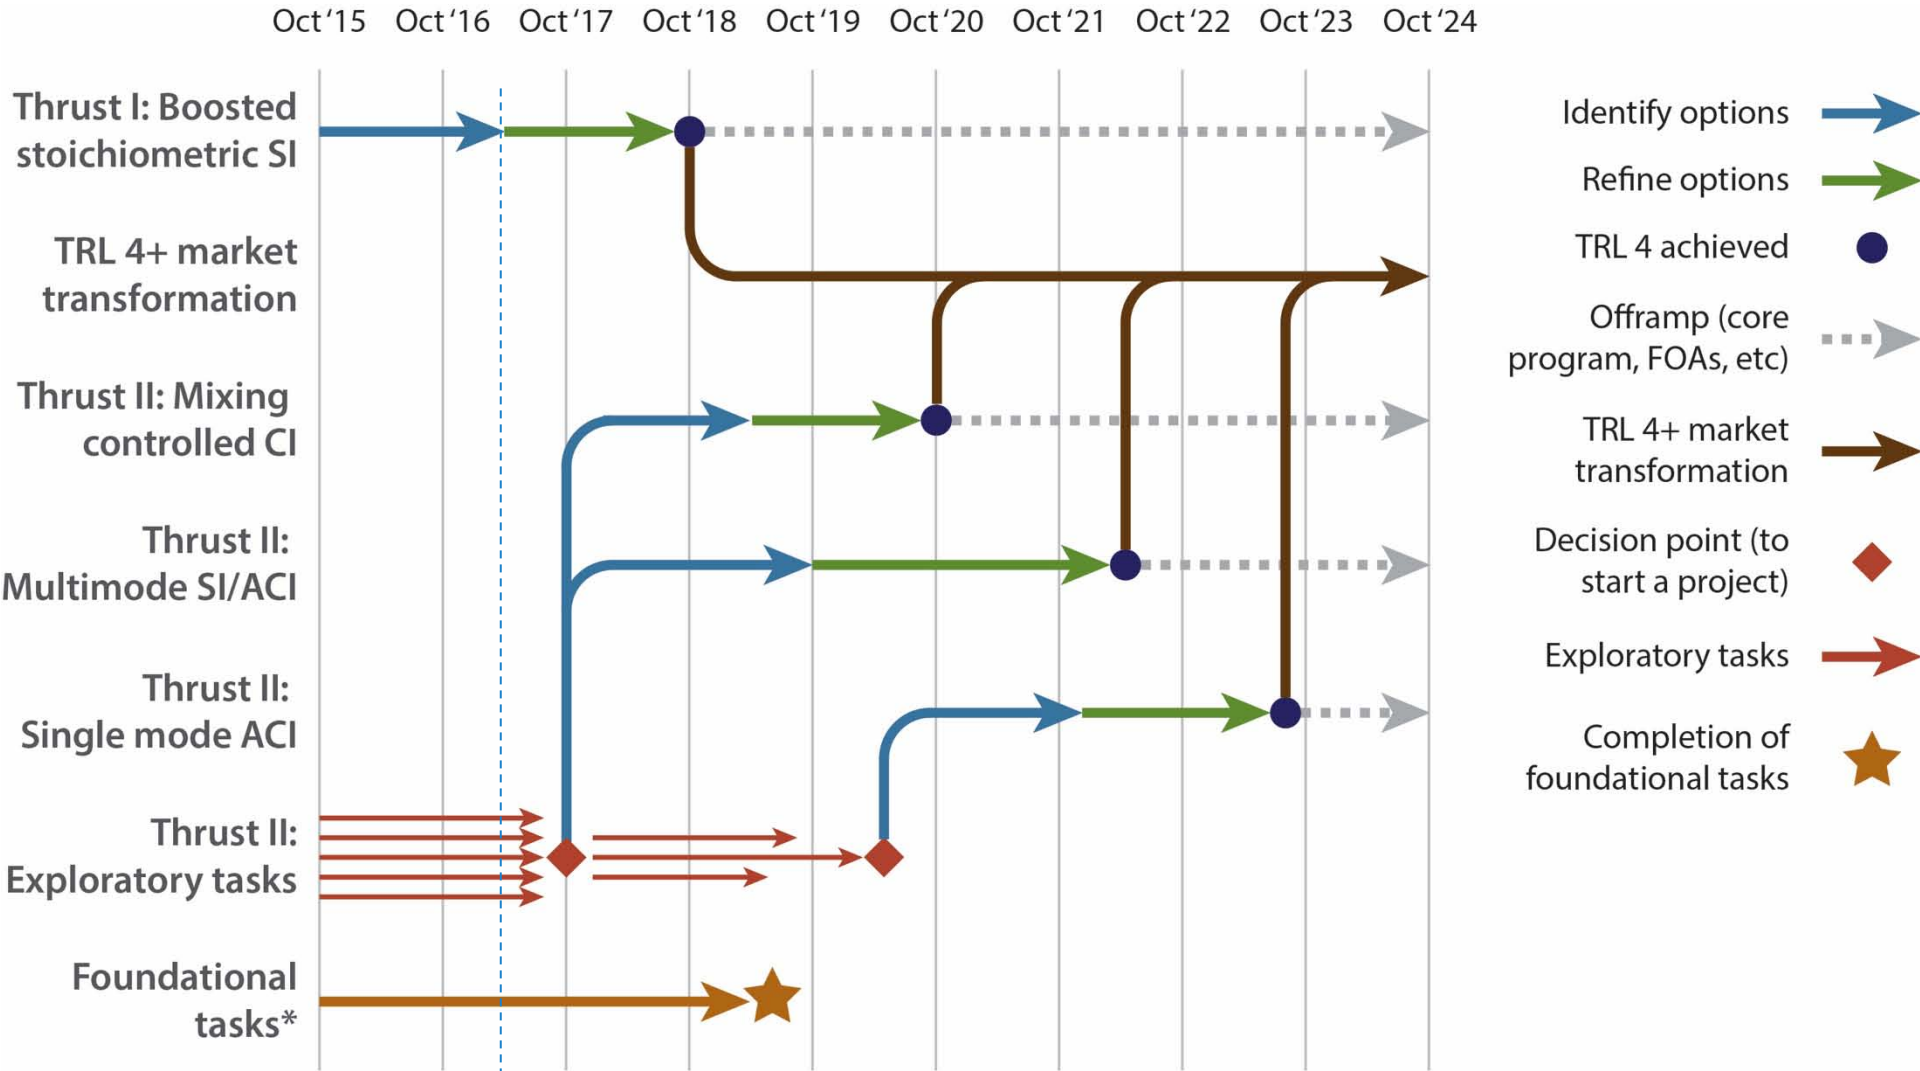 Oct ‘15 Oct ‘16 Oct ‘17 Oct ‘18 Oct ‘19 Oct ‘20 Oct ‘21 Oct ‘22 Oct ‘23 Oct ‘24
Thrust I: Boosted
stoichiometric SI
TRL 4+ market
transformation
Thrust II: Mixing
controlled CI
Thrust II:
Multimode SI/ACI
Thrust II:
Single mode ACI
Thrust II:
Exploratory tasks
Foundational
tasks*
Identify options
Refine options
TRL 4 achieved
Offramp (core
program, FOAs, etc)
TRL 4+ market
transformation
Decision point (to
start a project)
Exploratory tasks
Completion of
foundational tasks